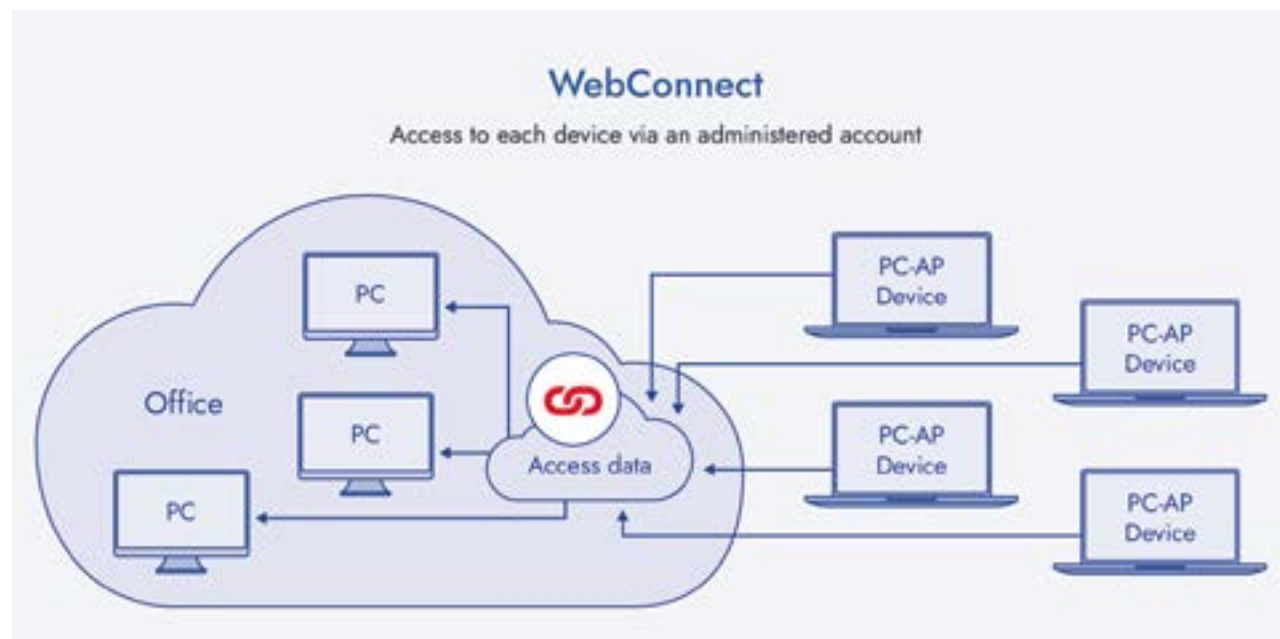 WebConnect
Access to each device via an administered account
PC
Office
PC
PC
Access data
PC-AP
Device
PC-AP
Device
PC-AP
Device
PC-AP
Device